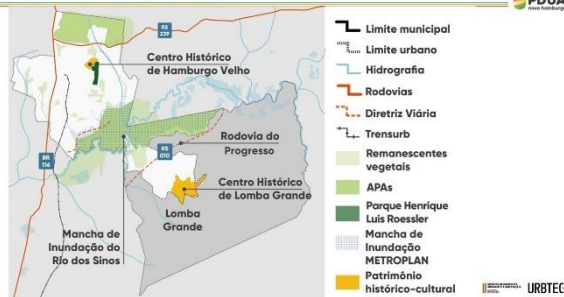 PDUA
novo hamburgo
RS
239
Centro Histórico
de Hamburgo Velho
Rodovia do
Progresso
BR
116
RS
010
Centro Histórico
de Lomba Grande
Lomba
Grande
Mancha de
Inundação do
Rio dos Sinos
Limite municipal
Limite urbano
Hidrografia
Rodovias
Diretriz Viária
Trensurb
Remanescentes
vegetais
APAs
Parque Henrique
Luis Roessler
Mancha de
Inundação
METROPLAN
Patrimônio
histórico-cultural
URBTEC